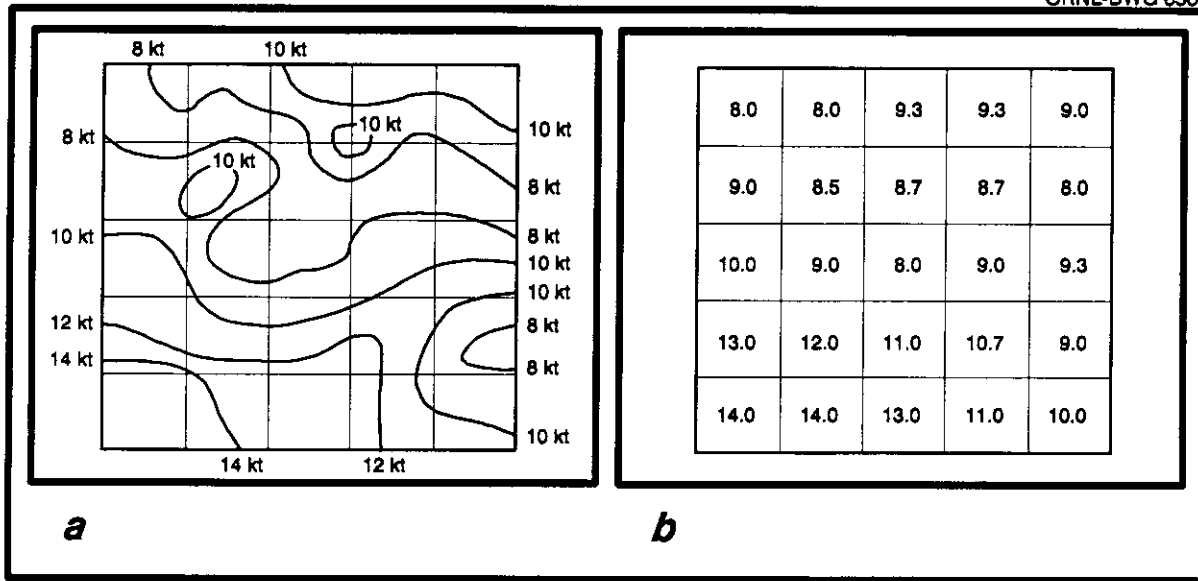 8 kt 10 kt
10 kt 10 kt
8 kt
10 kt
8 kt
10 kt 8 kt
10 kt
10 kt
12 kt 8 kt
14 kt 8 kt
10 kt
14 kt 12 kt
a
8.0 8.0 9.3 9.3 9.0
9.0 8.5 8.7 8.7 8.0
10.0 9.0 8.0 9.0 9.3
13.0 12.0 11.0 10.7 9.0
14.0 14.0 13.0 11.0 10.0
b